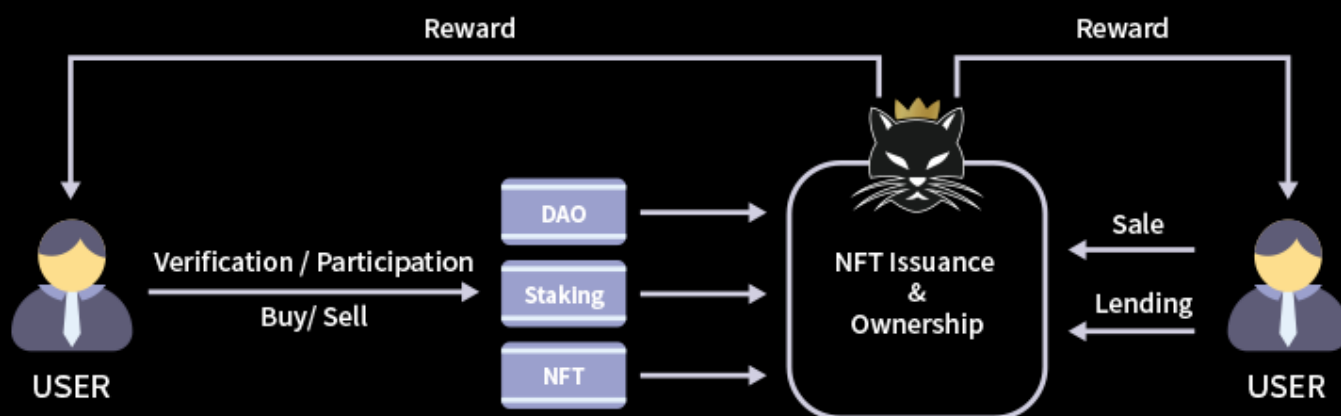 Reward
Reward
Verification / Participation
Buy/ Sell
USER
DAO
Staking
NFT
NFT Issuance
&
Ownership
Sale
Lending
USER